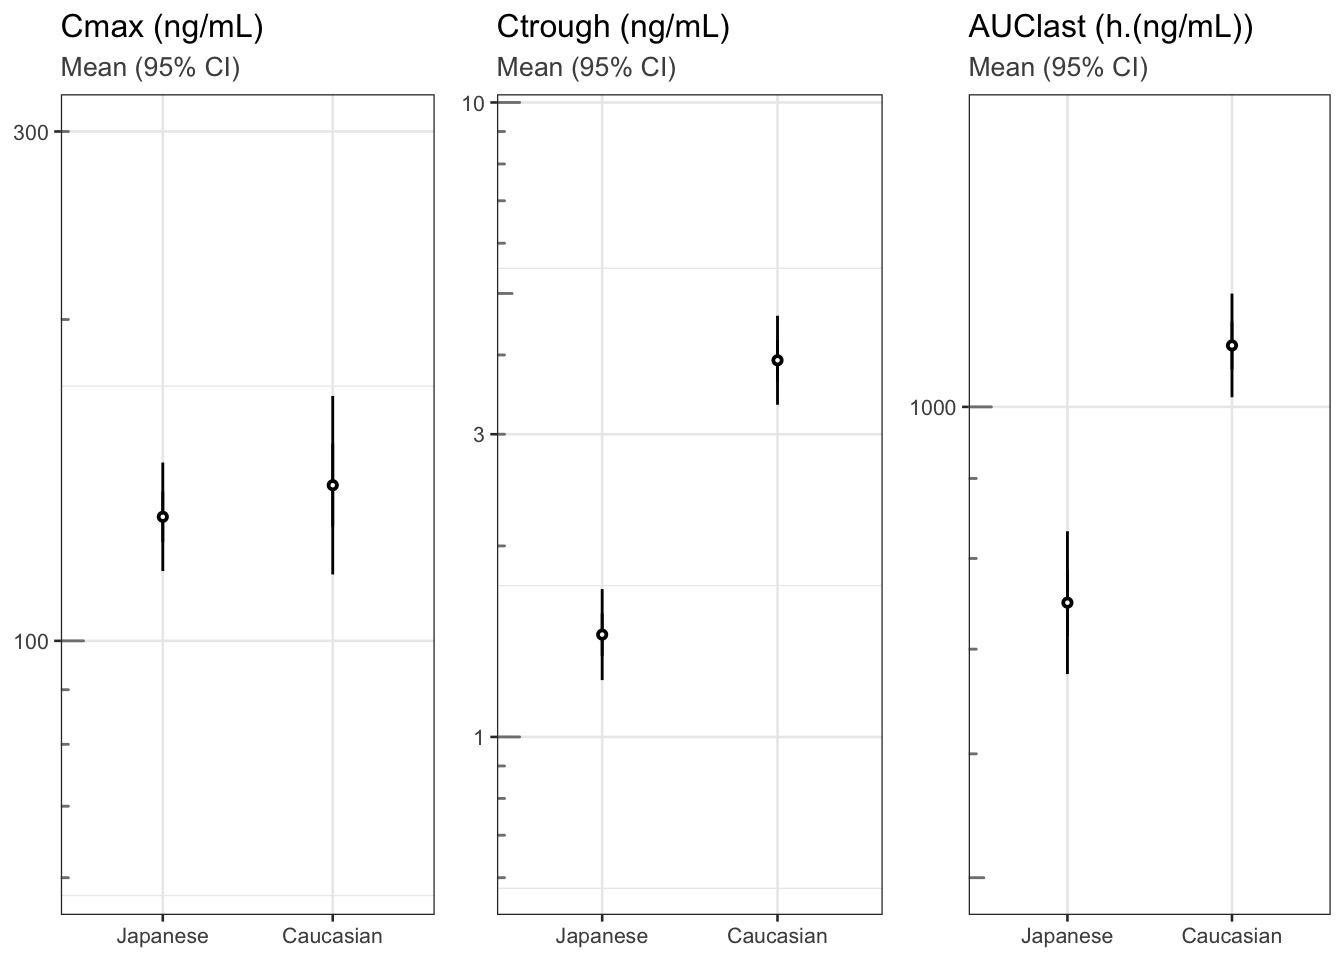 Cmax (ng/mL)
Mean (95% CI)
300
100
Japanese
Caucasian
Ctrough (ng/mL)
Mean (95% CI)
10
3
1
Japanese
Caucasian
AUClast (h.(ng/mL))
Mean (95% CI)
1000
Japanese
Caucasian